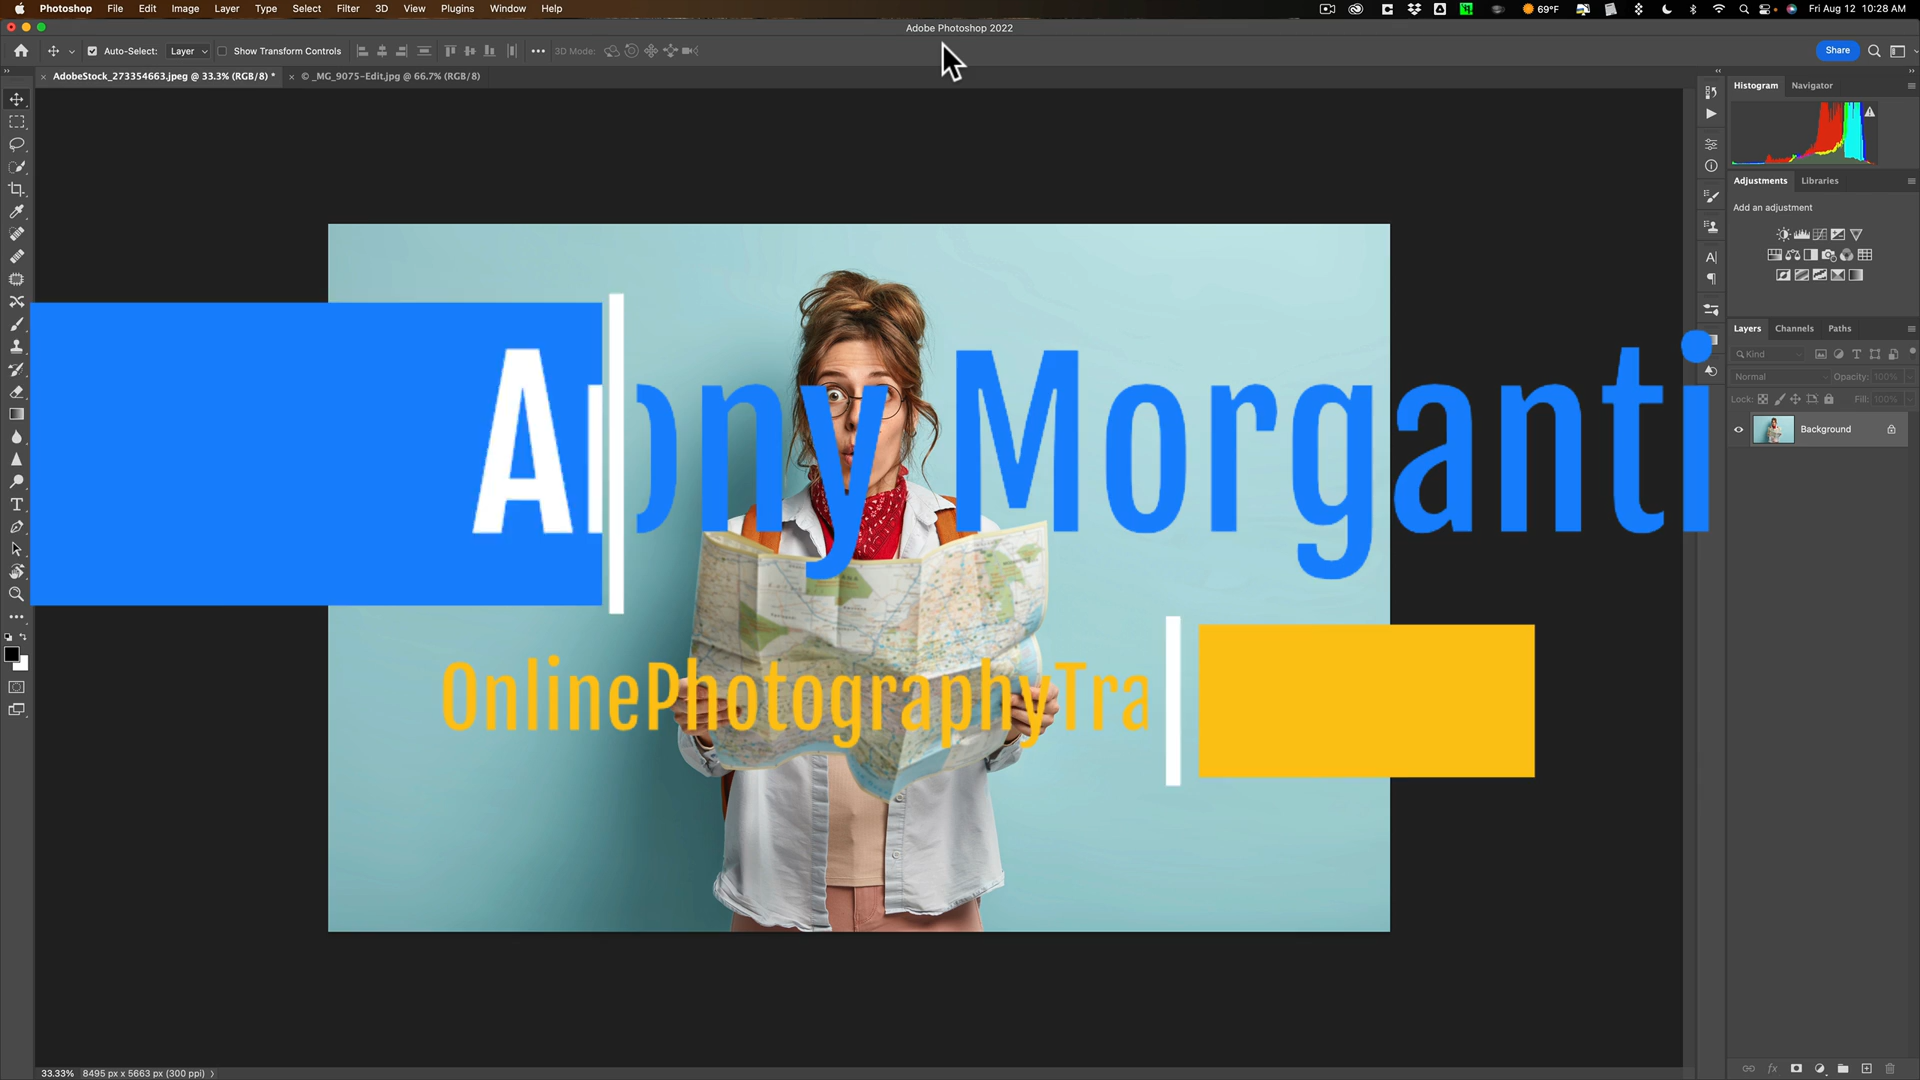 Photoshop File Edit Image Layer Type Select Filter 3D View Plugins Window Help 69°F Fri Aug 12 10:28 AM
Adobe Photoshop 2022
Auto-Select: Layer Show Transform Controls 3D Mode: Share
AdobeStock_273354663.jpeg @ 33.3% (RGB/8) * © _MG_9075-Edit.jpg @ 66.7% (RGB/8)
Histogram Navigator
Adjustments Libraries
Add an adjustment
Layers Channels Paths
Kind
Normal Opacity: 100%
Lock: Fill: 100%
Background
Morganti
OnlinePhotographyTra
33.33% 8495 px x 5663 px (300 ppi)